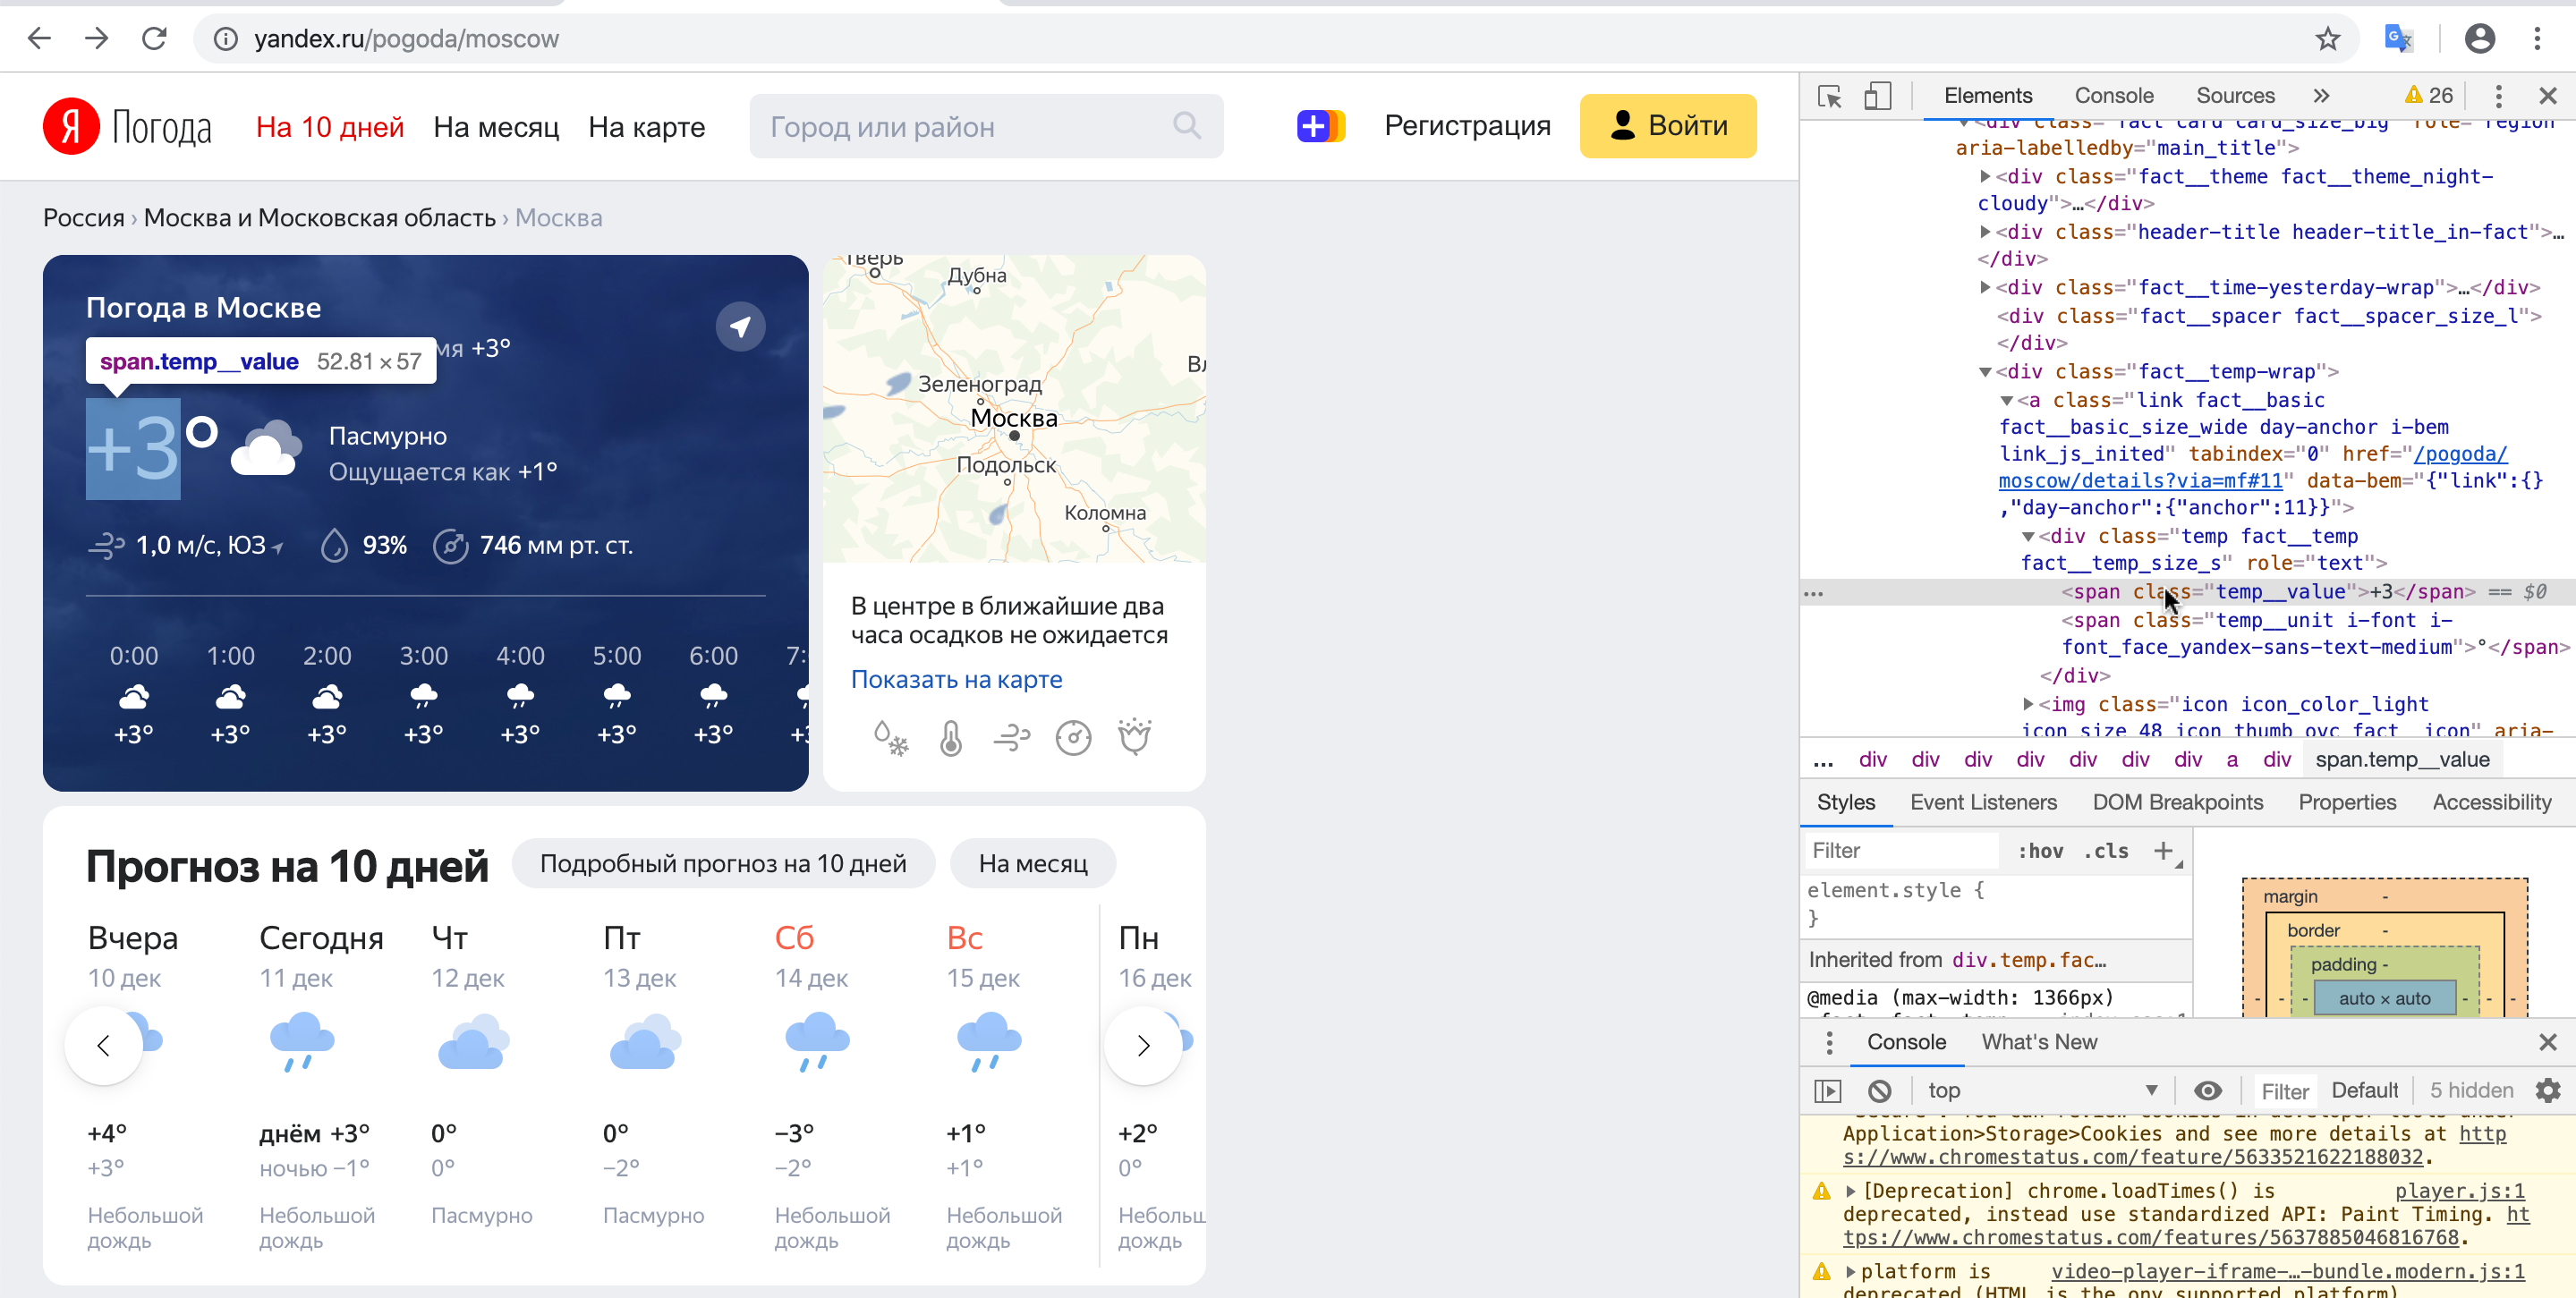 yandex.ru/pogoda/moscow
Я Погода На 10 дней На месяц На карте Город или район Регистрация Войти
Россия › Москва и Московская область › Москва
Погода в Москве
мя +3°
span.temp__value 52.81 × 57
+3°
Пасмурно
Ощущается как +1°
1,0 м/с, ЮЗ 93% 746 мм рт. ст.
0:00 1:00 2:00 3:00 4:00 5:00 6:00 7:
+3° +3° +3° +3° +3° +3° +3° +3
Тверь
Дубна
Зеленоград
Вл
Москва
Подольск
Коломна
В центре в ближайшие два
часа осадков не ожидается
Показать на карте
Прогноз на 10 дней Подробный прогноз на 10 дней На месяц
Вчера Сегодня Чт Пт Сб Вс Пн
10 дек 11 дек 12 дек 13 дек 14 дек 15 дек 16 дек
+4° днём +3° 0° 0° −3° +1° +2°
+3° ночью −1° 0° −2° −2° +1° 0°
Небольшой Небольшой Пасмурно Пасмурно Небольшой Небольшой Небольш
дождь дождь дождь дождь дождь
Elements Console Sources » 26
<div class="fact card card_size_big" role="region"
aria-labelledby="main_title">
<div class="fact__theme fact__theme_night-
cloudy">…</div>
<div class="header-title header-title_in-fact">…
</div>
<div class="fact__time-yesterday-wrap">…</div>
<div class="fact__spacer fact__spacer_size_l">
</div>
<div class="fact__temp-wrap">
<a class="link fact__basic
fact__basic_size_wide day-anchor i-bem
link_js_inited" tabindex="0" href="/pogoda/
moscow/details?via=mf#11" data-bem="{"link":{}
,"day-anchor":{"anchor":11}}">
<div class="temp fact__temp
fact__temp_size_s" role="text">
… <span class="temp__value">+3</span> == $0
<span class="temp__unit i-font i-
font_face_yandex-sans-text-medium">°</span>
</div>
<img class="icon icon_color_light
icon_size_48 icon_thumb_ovc fact__icon" aria-
… div div div div div div div a div span.temp__value
Styles Event Listeners DOM Breakpoints Properties Accessibility
Filter :hov .cls +
element.style {
}
Inherited from div.temp.fac…
@media (max-width: 1366px)
margin -
border -
padding -
- - - auto × auto - - -
Console What's New
top Filter Default 5 hidden
Application>Storage>Cookies and see more details at http
s://www.chromestatus.com/feature/5633521622188032.
[Deprecation] chrome.loadTimes() is player.js:1
deprecated, instead use standardized API: Paint Timing. ht
tps://www.chromestatus.com/features/5637885046816768.
platform is video-player-iframe-…-bundle.modern.js:1
deprecated (HTML is the only supported platform)